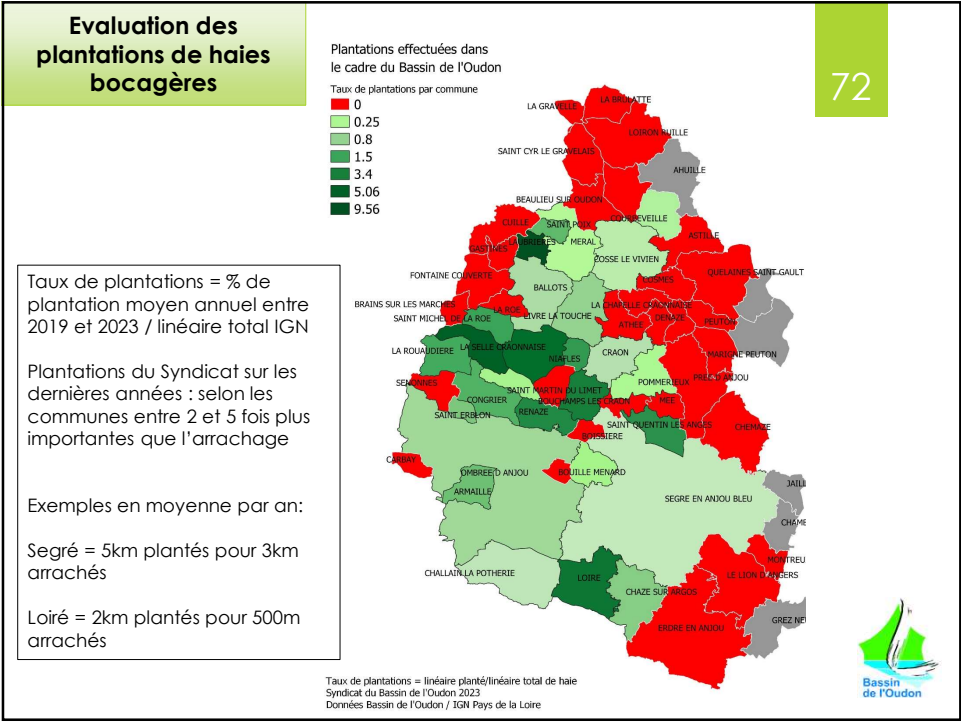 Evaluation des
plantations de haies
bocagères
72
Plantations effectuées dans
le cadre du Bassin de l'Oudon
Taux de plantations par commune
0
0.25
0.8
1.5
3.4
5.06
9.56
Taux de plantations = % de
plantation moyen annuel entre
2019 et 2023 / linéaire total IGN
Plantations du Syndicat sur les
dernières années : selon les
communes entre 2 et 5 fois plus
importantes que l'arrachage
Exemples en moyenne par an:
Segré = 5km plantés pour 3km
arrachés
Loiré = 2km plantés pour 500m
arrachés
LA GRAVELLE
LA BRULATTE
LOIRON RUILLE
SAINT CYR LE GRAVELAIS
AHUILLE
BEAULIEU SUR OUDON
COURBEVEILLE
CUILLE
SAINT POIX
ASTILLE
LAUBRIERES
MERAL
GASTINES
COSSE LE VIVIEN
QUELAINES SAINT GAULT
FONTAINE COUVERTE
COSMES
BALLOTS
BRAINS SUR LES MARCHES
LA ROE
LA CHAPELLE CRAONNAISE
SAINT MICHEL DE LA ROE
LIVRE LA TOUCHE
ATHEE
DENAZE
PEUTON
LA ROUAUDIERE
LA SELLE CRAONNAISE
NIAFLES
CRAON
MARIGNE PEUTON
SENONNES
SAINT MARTIN DU LIMET
POMMERIEUX
PREE D'ANJOU
CONGRIER
BOUCHAMPS LES CRAON
MEE
SAINT ERBLON
RENAZE
SAINT QUENTIN LES ANGES
CHEMAZE
BOISSIERE
CARBAY
OMBREE D ANJOU
BOUILLE MENARD
ARMAILLE
SEGRE EN ANJOU BLEU
JAILL
CHAME
MONTREU
CHALLAIN LA POTHERIE
LOIRE
LE LION D'ANGERS
CHAZE SUR ARGOS
GREZ NE
ERDRE EN ANJOU
Taux de plantations = linéaire planté/linéaire total de haie
Syndicat du Bassin de l'Oudon 2023
Données Bassin de l'Oudon / IGN Pays de la Loire
Bassin
de l'Oudon